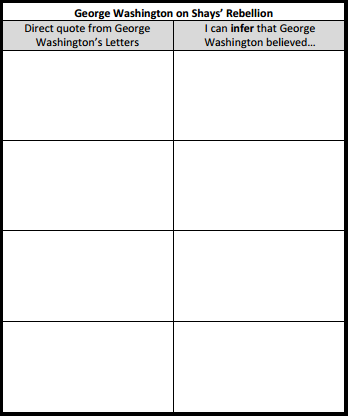 George Washington on Shays’ Rebellion
Direct quote from George
Washington’s Letters
I can infer that George
Washington believed…